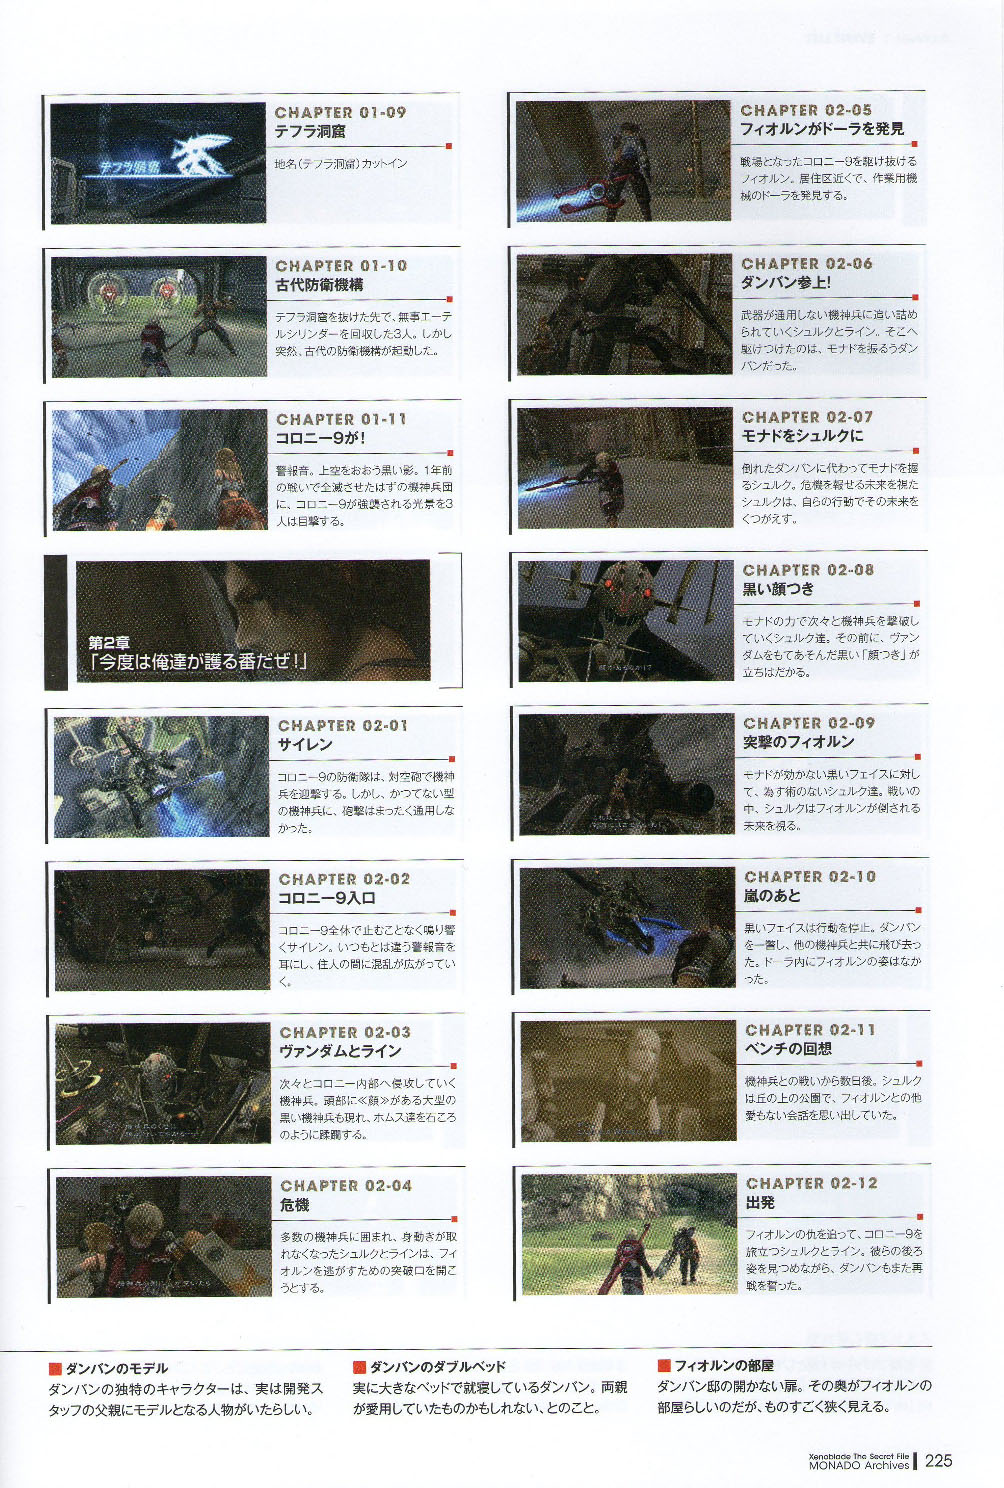 CHAPTER 01-09
テフラ洞窟
地名（テフラ洞窟）カットイン
テフラ洞窟
CHAPTER 01-10
古代防衛機構
テフラ洞窟を抜けた先で、無事エーテ
ルシリンダーを回収した3人。しかし
突然、古代の防衛機構が起動した。
CHAPTER 01-11
コロニー9が！
警報音。上空をおおう黒い影。1年前
の戦いで全滅させたはずの機神兵団
に、コロニー9が強襲される光景を3
人は目撃する。
第2章
「今度は俺達が護る番だぜ！」
CHAPTER 02-01
サイレン
コロニー9の防衛隊は、対空砲で機神
兵を迎撃する。しかし、かつてない型
の機神兵に、砲撃はまったく通用しな
かった。
CHAPTER 02-02
コロニー9入口
コロニー9全体で止むことなく鳴り響
くサイレン。いつもとは違う警報音を
耳にし、住人の間に混乱が広がってい
く。
CHAPTER 02-03
ヴァンダムとライン
次々とコロニー内部へ侵攻していく
機神兵。頭部に≪顔≫がある大型の
黒い機神兵も現れ、ホムス達を石ころ
のように蹂躙する。
CHAPTER 02-04
危機
多数の機神兵に囲まれ、身動きが取
れなくなったシュルクとラインは、フィ
オルンを逃がすための突破口を開こ
うとする。
CHAPTER 02-05
フィオルンがドーラを発見
戦場となったコロニー9を駆け抜ける
フィオルン。居住区近くで、作業用機
械のドーラを発見する。
CHAPTER 02-06
ダンバン参上！
武器が通用しない機神兵に追い詰め
られていくシュルクとライン。そこへ
駆けつけたのは、モナドを振るうダン
バンだった。
CHAPTER 02-07
モナドをシュルクに
倒れたダンバンに代わってモナドを握
るシュルク。危機を報せる未来を視た
シュルクは、自らの行動でその未来を
くつがえす。
CHAPTER 02-08
黒い顔つき
モナドの力で次々と機神兵を撃破し
ていくシュルク達。その前に、ヴァン
ダムをもてあそんだ黒い「顔つき」が
立ちはだかる。
CHAPTER 02-09
突撃のフィオルン
モナドが効かない黒いフェイスに対し
て、為す術のないシュルク達。戦いの
中、シュルクはフィオルンが倒される
未来を視る。
CHAPTER 02-10
嵐のあと
黒いフェイスは行動を停止。ダンバン
を一瞥し、他の機神兵と共に飛び去っ
た。ドーラ内にフィオルンの姿はなか
った。
CHAPTER 02-11
ベンチの回想
機神兵との戦いから数日後。シュルク
は丘の上の公園で、フィオルンとの他
愛もない会話を思い出していた。
CHAPTER 02-12
出発
フィオルンの仇を追って、コロニー9を
旅立つシュルクとライン。彼らの後ろ
姿を見つめながら、ダンバンもまた再
戦を誓った。
ダンバンのモデル
ダンバンの独特のキャラクターは、実は開発ス
タッフの父親にモデルとなる人物がいたらしい。
ダンバンのダブルベッド
実に大きなベッドで就寝しているダンバン。両親
が愛用していたものかもしれない、とのこと。
フィオルンの部屋
ダンバン邸の開かない扉。その奥がフィオルンの
部屋らしいのだが、ものすごく狭く見える。
Xenoblade The Secret File
MONADO Archives
225